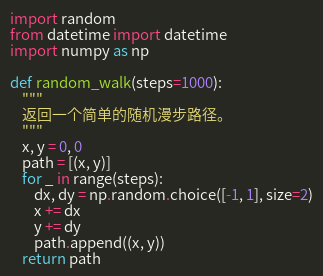 import random
from datetime import datetime
import numpy as np

def random_walk(steps=1000):
    """
    返回一个简单的随机漫步路径。
    """
    x, y = 0, 0
    path = [(x, y)]
    for _ in range(steps):
        dx, dy = np.random.choice([-1, 1], size=2)
        x += dx
        y += dy
        path.append((x, y))
    return path